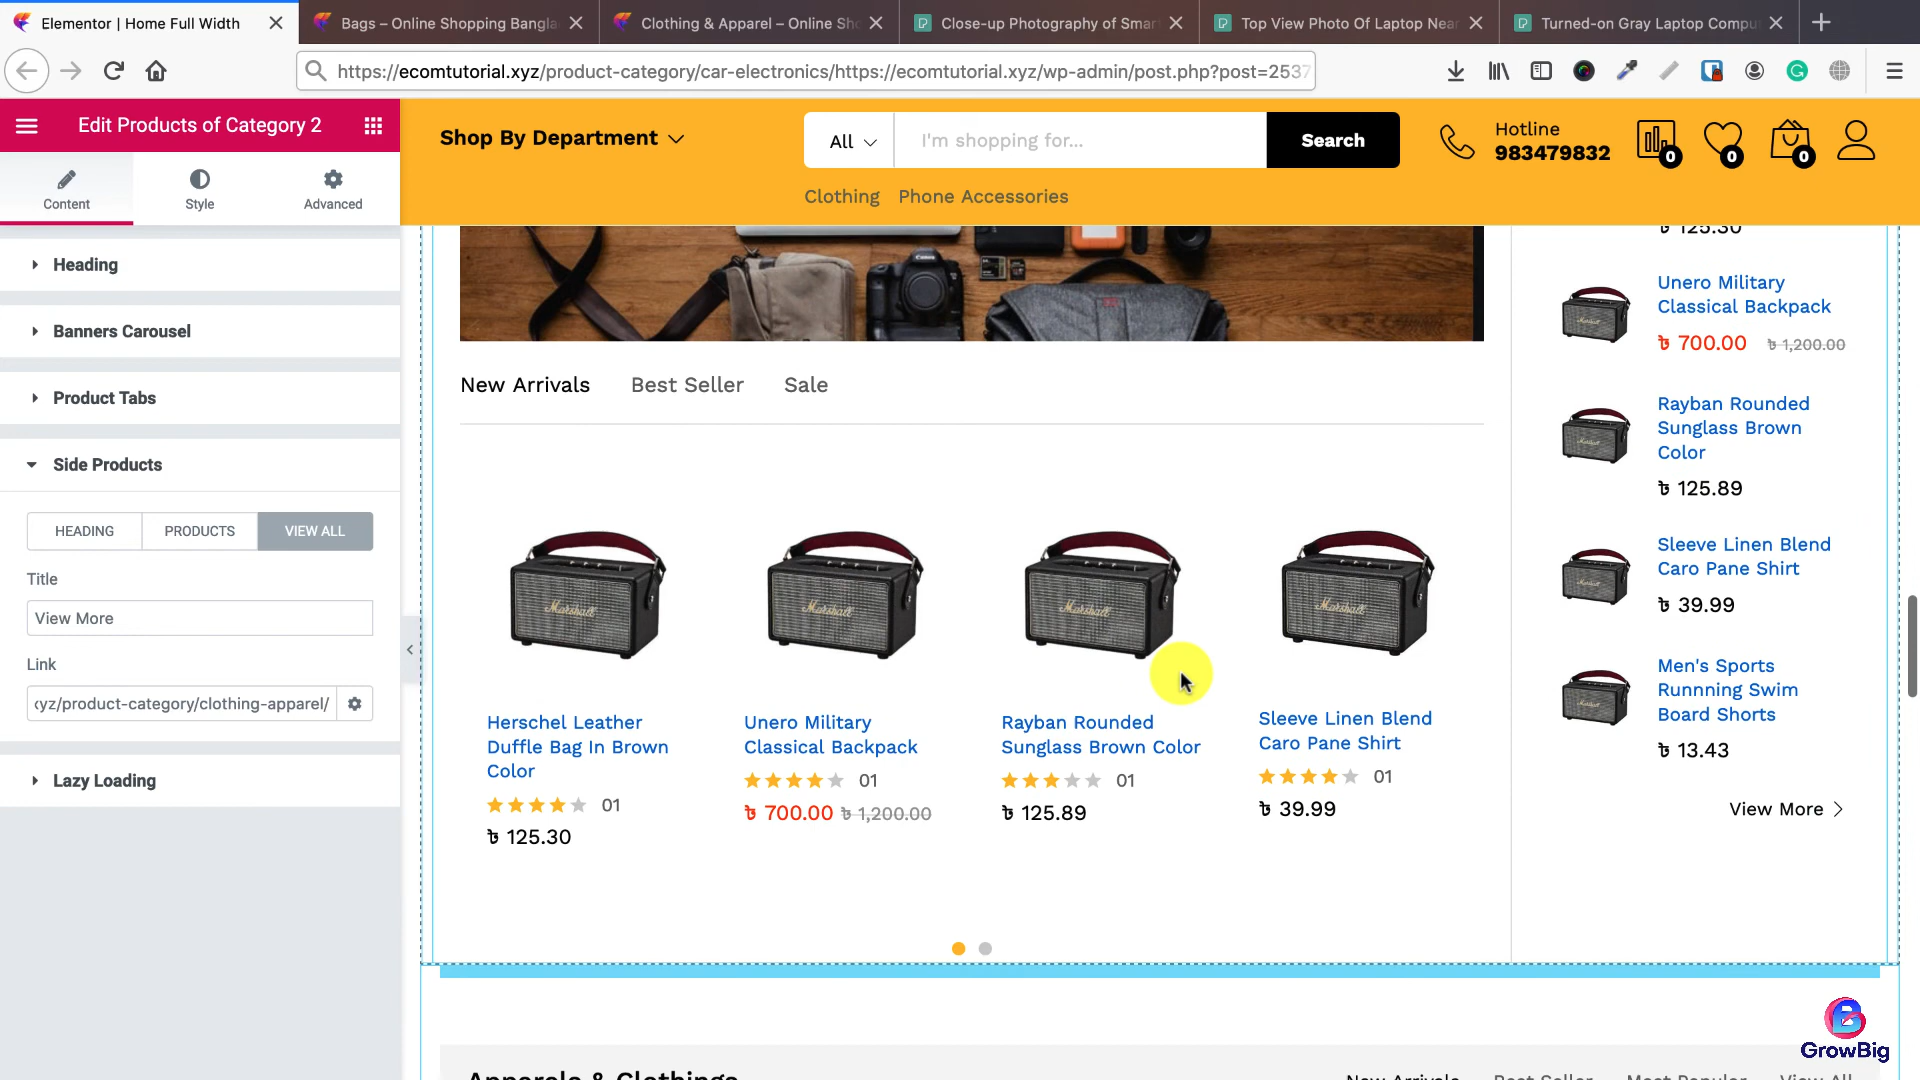 Elementor | Home Full Width
Bags – Online Shopping Bangla
Clothing & Apparel – Online Sho
Close-up Photography of Smar
Top View Photo Of Laptop Near
Turned-on Gray Laptop Compu
https://ecomtutorial.xyz/product-category/car-electronics/https://ecomtutorial.xyz/wp-admin/post.php?post=2537
Edit Products of Category 2
Content
Style
Advanced
Heading
Banners Carousel
Product Tabs
Side Products
HEADING
PRODUCTS
VIEW ALL
Title
View More
Link
xyz/product-category/clothing-apparel/
Lazy Loading
Shop By Department
All
I'm shopping for...
Search
Clothing
Phone Accessories
Hotline
983479832
0
0
0
New Arrivals
Best Seller
Sale
Marshall
Marshall
Marshall
Marshall
Herschel Leather
Duffle Bag In Brown
Color
01
৳ 125.30
Unero Military
Classical Backpack
01
৳ 700.00 ৳ 1,200.00
Rayban Rounded
Sunglass Brown Color
01
৳ 125.89
Sleeve Linen Blend
Caro Pane Shirt
01
৳ 39.99
৳ 125.30
Unero Military
Classical Backpack
৳ 700.00 ৳ 1,200.00
Rayban Rounded
Sunglass Brown
Color
৳ 125.89
Sleeve Linen Blend
Caro Pane Shirt
৳ 39.99
Men's Sports
Runnning Swim
Board Shorts
৳ 13.43
View More
Apparels & Clothings
New Arrivals
Best Seller
Most Popular
View All
GrowBig